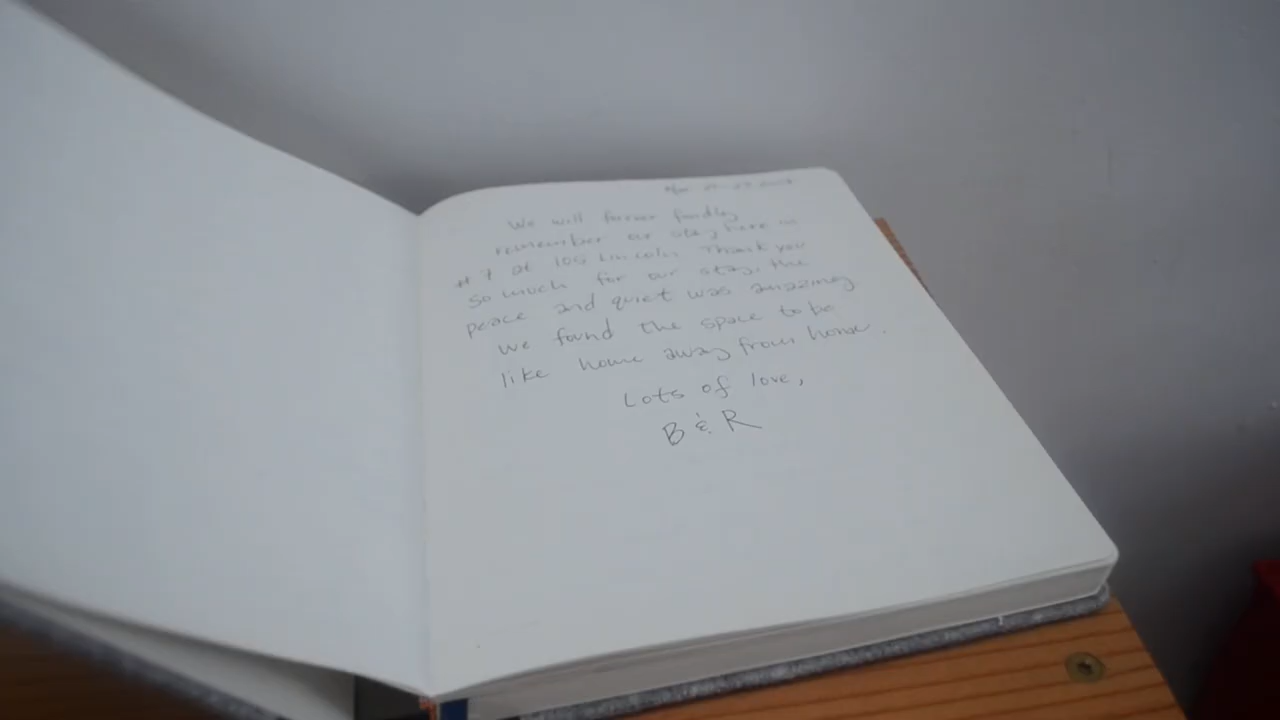 We will forever fondly
remember our stay here in
#7 at 105 Lincoln. Thank you
so much for our stay, the
peace and quiet was amazing
we found the space to be
like home away from home.
Lots of love,
B & R